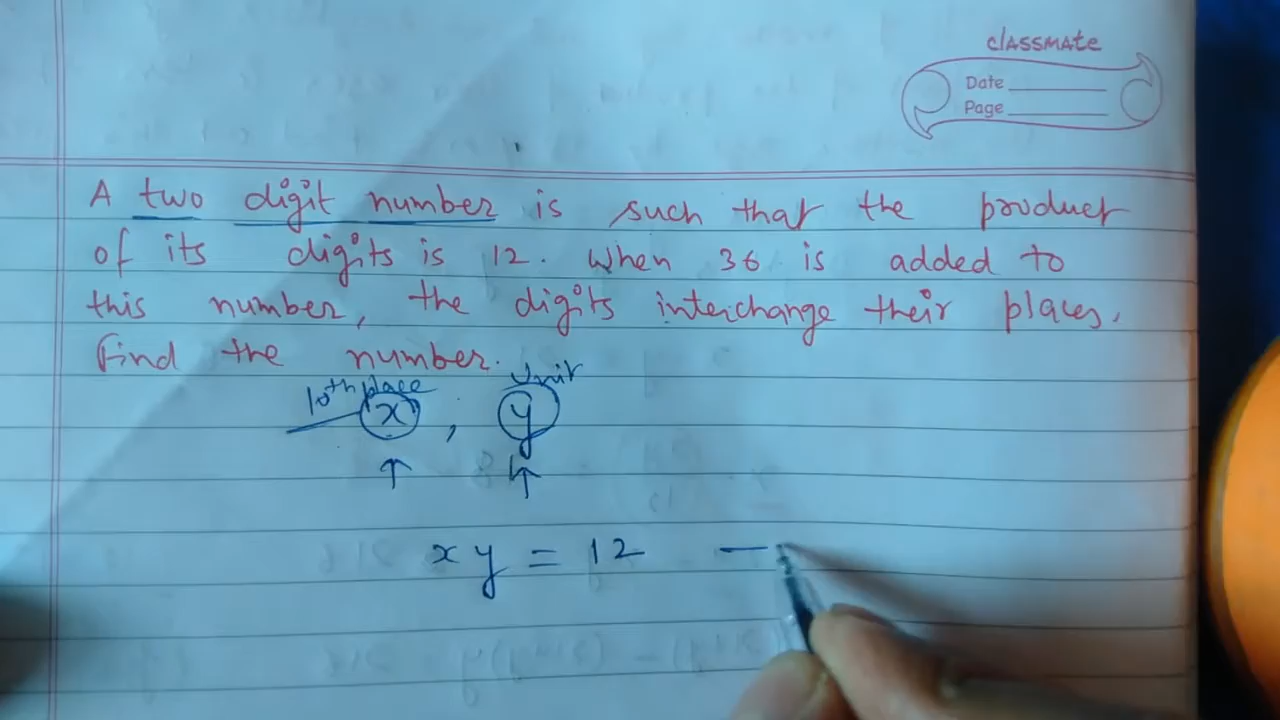 classmate
Date
Page
A two digit number is such that the product
of its digits is 12. When 36 is added to
this number, the digits interchange their places.
Find the number.
10th place unit
x , y
xy = 12